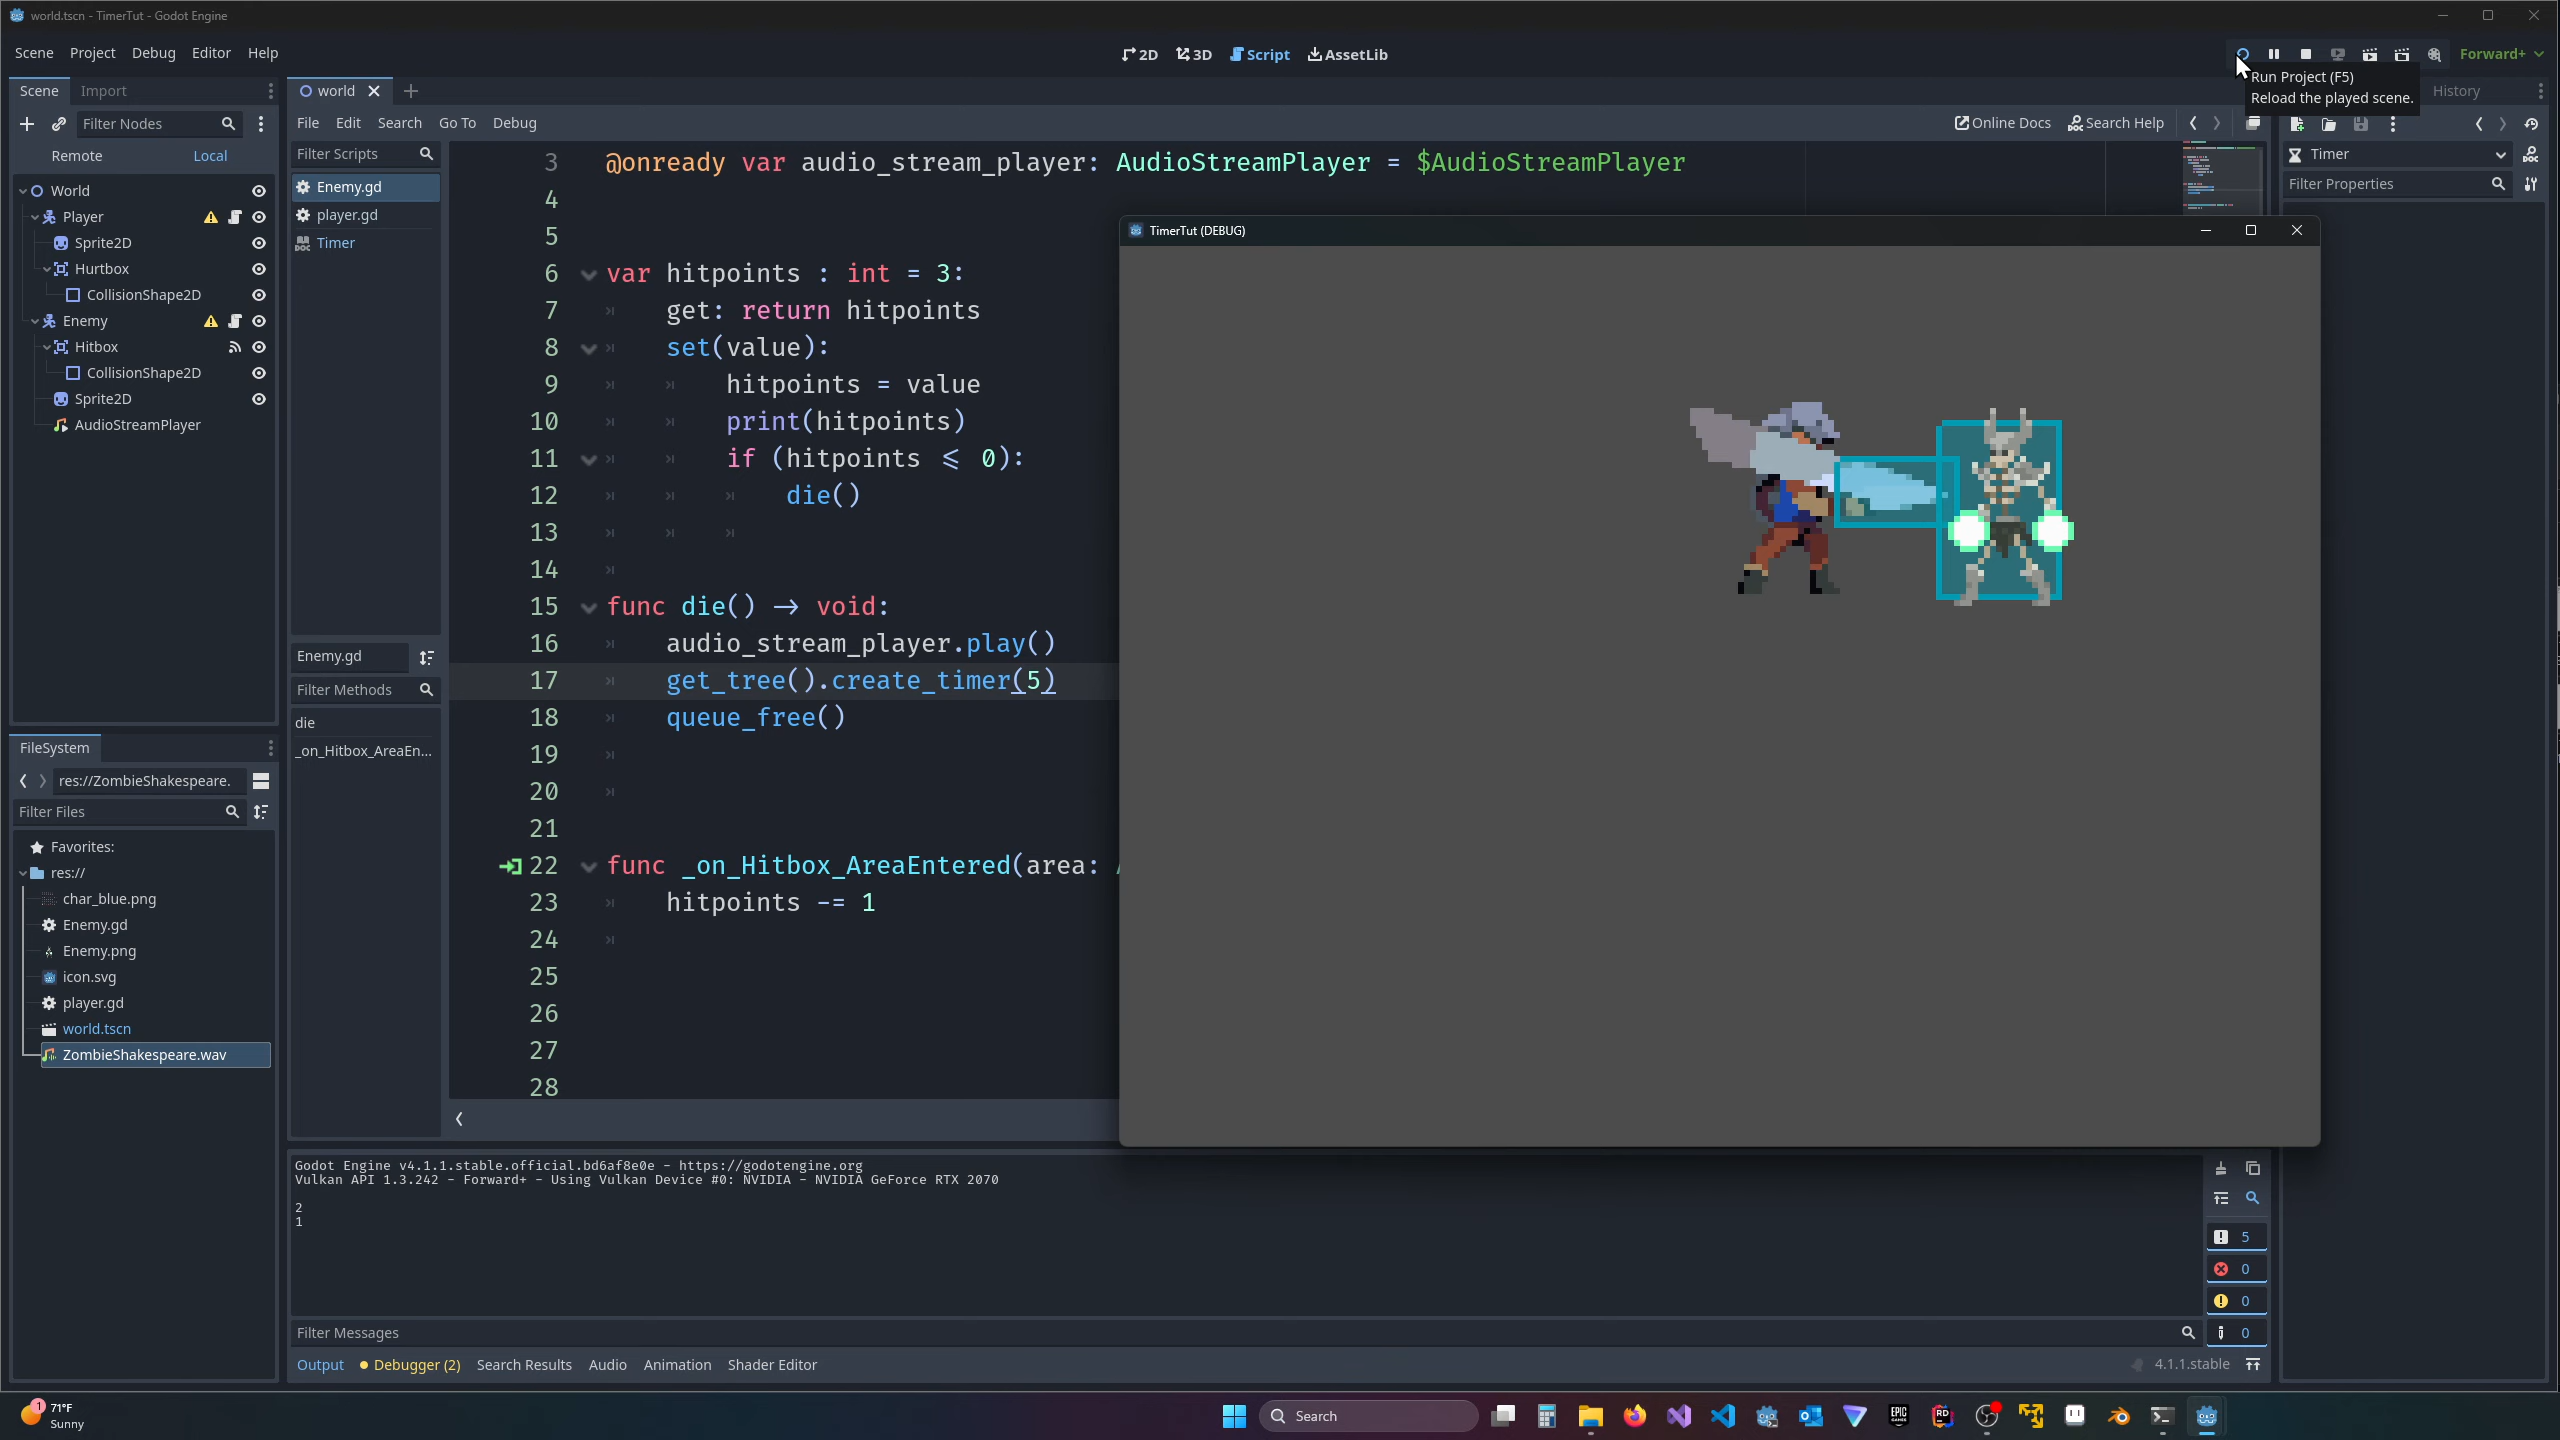 world.tscn - TimerTut - Godot Engine
Scene Project Debug Editor Help
2D 3D Script AssetLib
Forward+
Run Project (F5)
Reload the played scene.
Scene Import
History
world
Filter Nodes
File Edit Search Go To Debug
Online Docs Search Help
Remote Local
Filter Scripts
Timer
Filter Properties
World
Player
Sprite2D
Hurtbox
CollisionShape2D
Enemy
Hitbox
CollisionShape2D
Sprite2D
AudioStreamPlayer
Enemy.gd
player.gd
Timer
Enemy.gd
Filter Methods
die
_on_Hitbox_AreaEn...
3 @onready var audio_stream_player: AudioStreamPlayer = $AudioStreamPlayer
4
5
6 var hitpoints : int = 3:
7 get: return hitpoints
8 set(value):
9 hitpoints = value
10 print(hitpoints)
11 if (hitpoints <= 0):
12 die()
13
14
15 func die() -> void:
16 audio_stream_player.play()
17 get_tree().create_timer(5)
18 queue_free()
19
20
21
22 func _on_Hitbox_AreaEntered(area:
23 hitpoints -= 1
24
25
26
27
28
TimerTut (DEBUG)
FileSystem
res://ZombieShakespeare.
Filter Files
Favorites:
res://
char_blue.png
Enemy.gd
Enemy.png
icon.svg
player.gd
world.tscn
ZombieShakespeare.wav
Godot Engine v4.1.1.stable.official.bd6af8e0e - https://godotengine.org
Vulkan API 1.3.242 - Forward+ - Using Vulkan Device #0: NVIDIA - NVIDIA GeForce RTX 2070
2
1
5
0
0
0
Filter Messages
Output Debugger (2) Search Results Audio Animation Shader Editor
4.1.1.stable
1
71°F
Sunny
Search
EPIC GAMES
RD